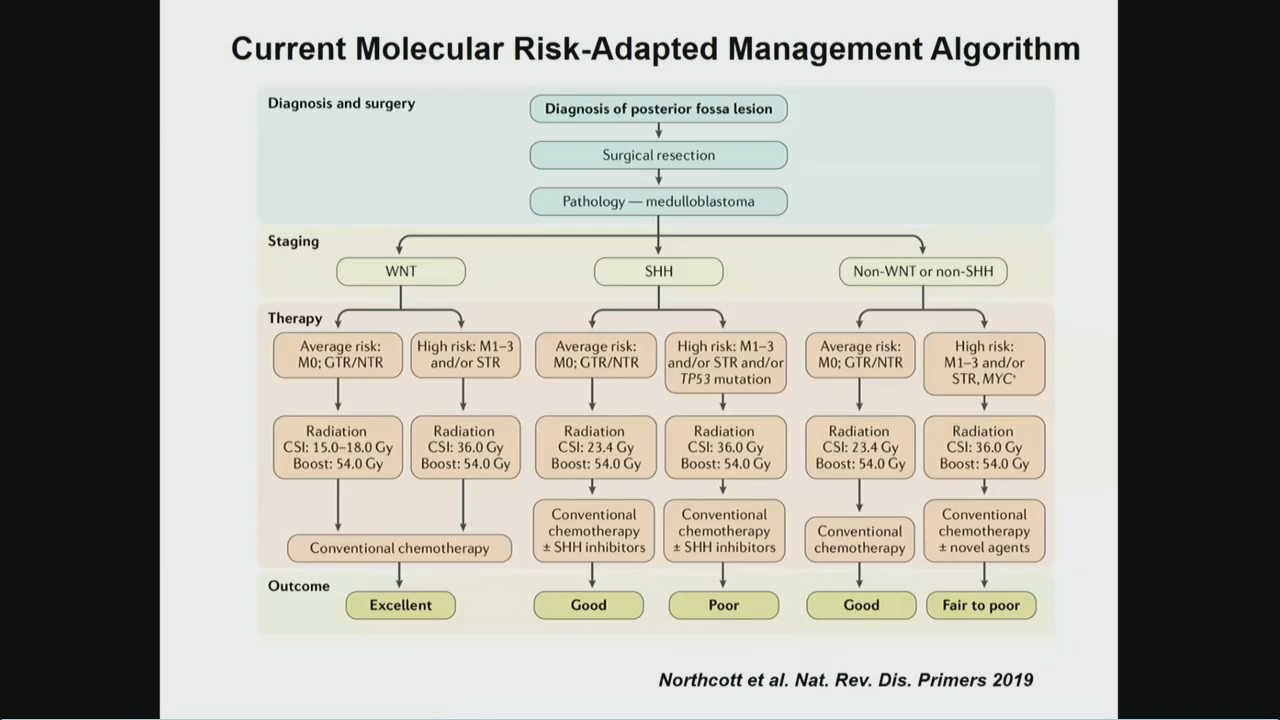 Current Molecular Risk-Adapted Management Algorithm
Diagnosis and surgery
Diagnosis of posterior fossa lesion
Surgical resection
Pathology — medulloblastoma
Staging
WNT
SHH
Non-WNT or non-SHH
Therapy
Average risk:
M0; GTR/NTR
High risk: M1–3
and/or STR
Average risk:
M0; GTR/NTR
High risk: M1–3
and/or STR and/or
TP53 mutation
Average risk:
M0; GTR/NTR
High risk:
M1–3 and/or
STR, MYC⁺
Radiation
CSI: 15.0–18.0 Gy
Boost: 54.0 Gy
Radiation
CSI: 36.0 Gy
Boost: 54.0 Gy
Radiation
CSI: 23.4 Gy
Boost: 54.0 Gy
Radiation
CSI: 36.0 Gy
Boost: 54.0 Gy
Radiation
CSI: 23.4 Gy
Boost: 54.0 Gy
Radiation
CSI: 36.0 Gy
Boost: 54.0 Gy
Conventional chemotherapy
Conventional
chemotherapy
± SHH inhibitors
Conventional
chemotherapy
± SHH inhibitors
Conventional
chemotherapy
Conventional
chemotherapy
± novel agents
Outcome
Excellent
Good
Poor
Good
Fair to poor
Northcott et al. Nat. Rev. Dis. Primers 2019